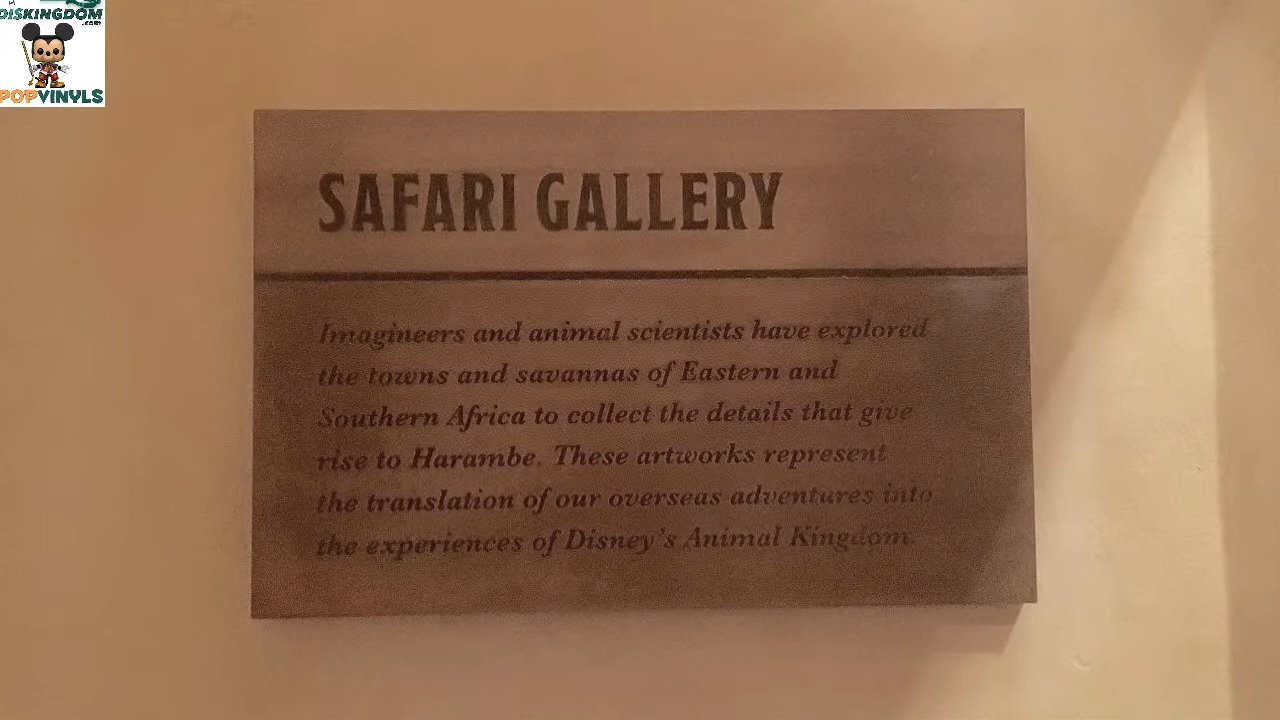 DISKINGDOM
.COM
POPVINYLS
SAFARI GALLERY
Imagineers and animal scientists have explored
the towns and savannas of Eastern and
Southern Africa to collect the details that give
rise to Harambe. These artworks represent
the translation of our overseas adventures into
the experiences of Disney's Animal Kingdom.